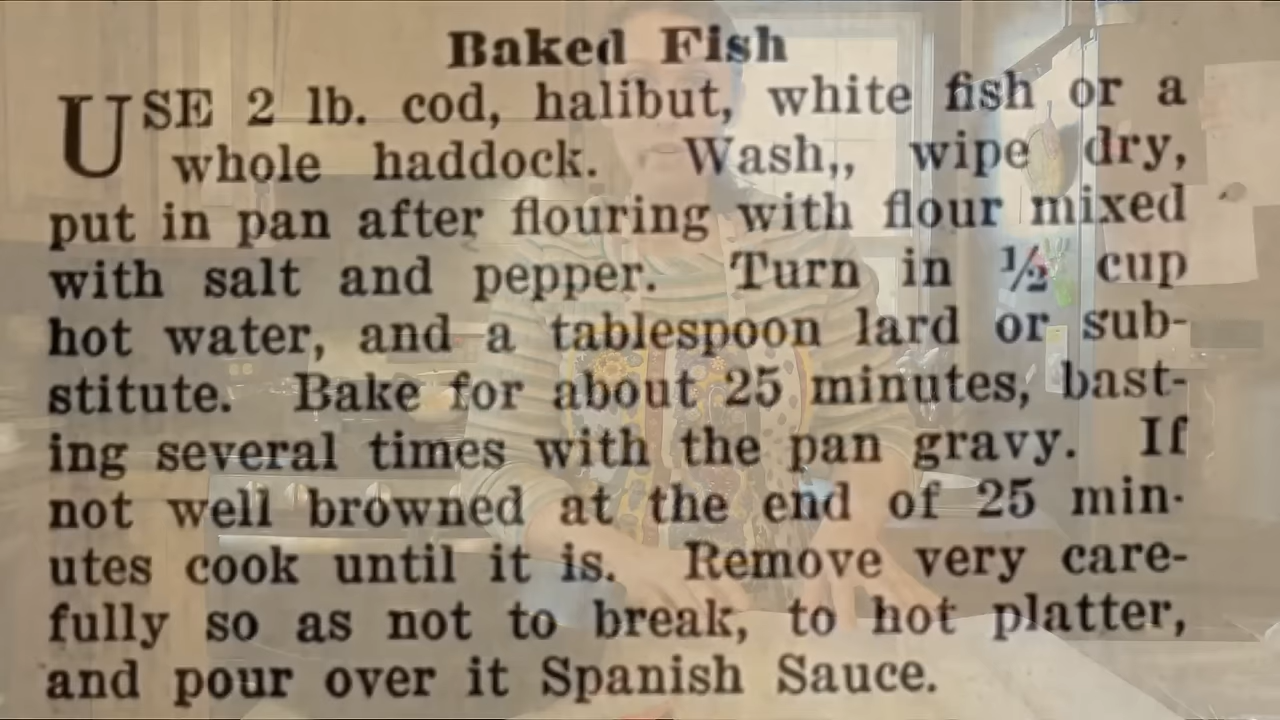 Baked Fish
USE 2 lb. cod, halibut, white fish or a
whole haddock. Wash,, wipe dry,
put in pan after flouring with flour mixed
with salt and pepper. Turn in ½ cup
hot water, and a tablespoon lard or sub-
stitute. Bake for about 25 minutes, bast-
ing several times with the pan gravy. If
not well browned at the end of 25 min-
utes cook until it is. Remove very care-
fully so as not to break, to hot platter,
and pour over it Spanish Sauce.